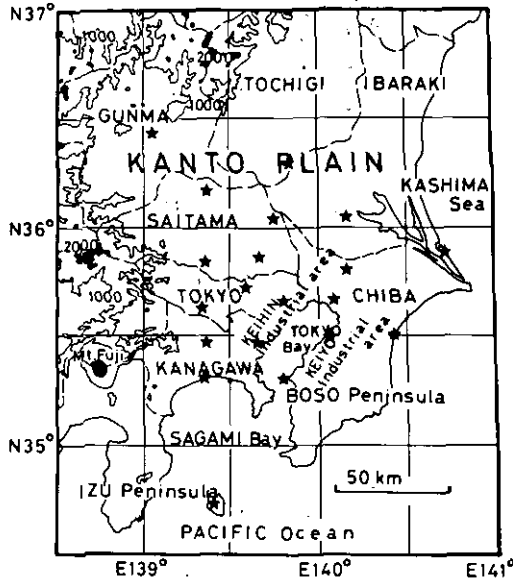 N37°
1000
2000
TOCHIGI
IBARAKI
1000
GUNMA
KANTO PLAIN
KASHIMA
Sea
N36°
SAITAMA
2000
1000
TOKYO
KEIHIN
Industrial area
CHIBA
TOKYO
Bay
KEIYO
Industrial area
Mt.Fuji
KANAGAWA
BOSO Peninsula
N35°
SAGAMI Bay
50 km
IZU Peninsula
PACIFIC Ocean
E139°
E140°
E141°